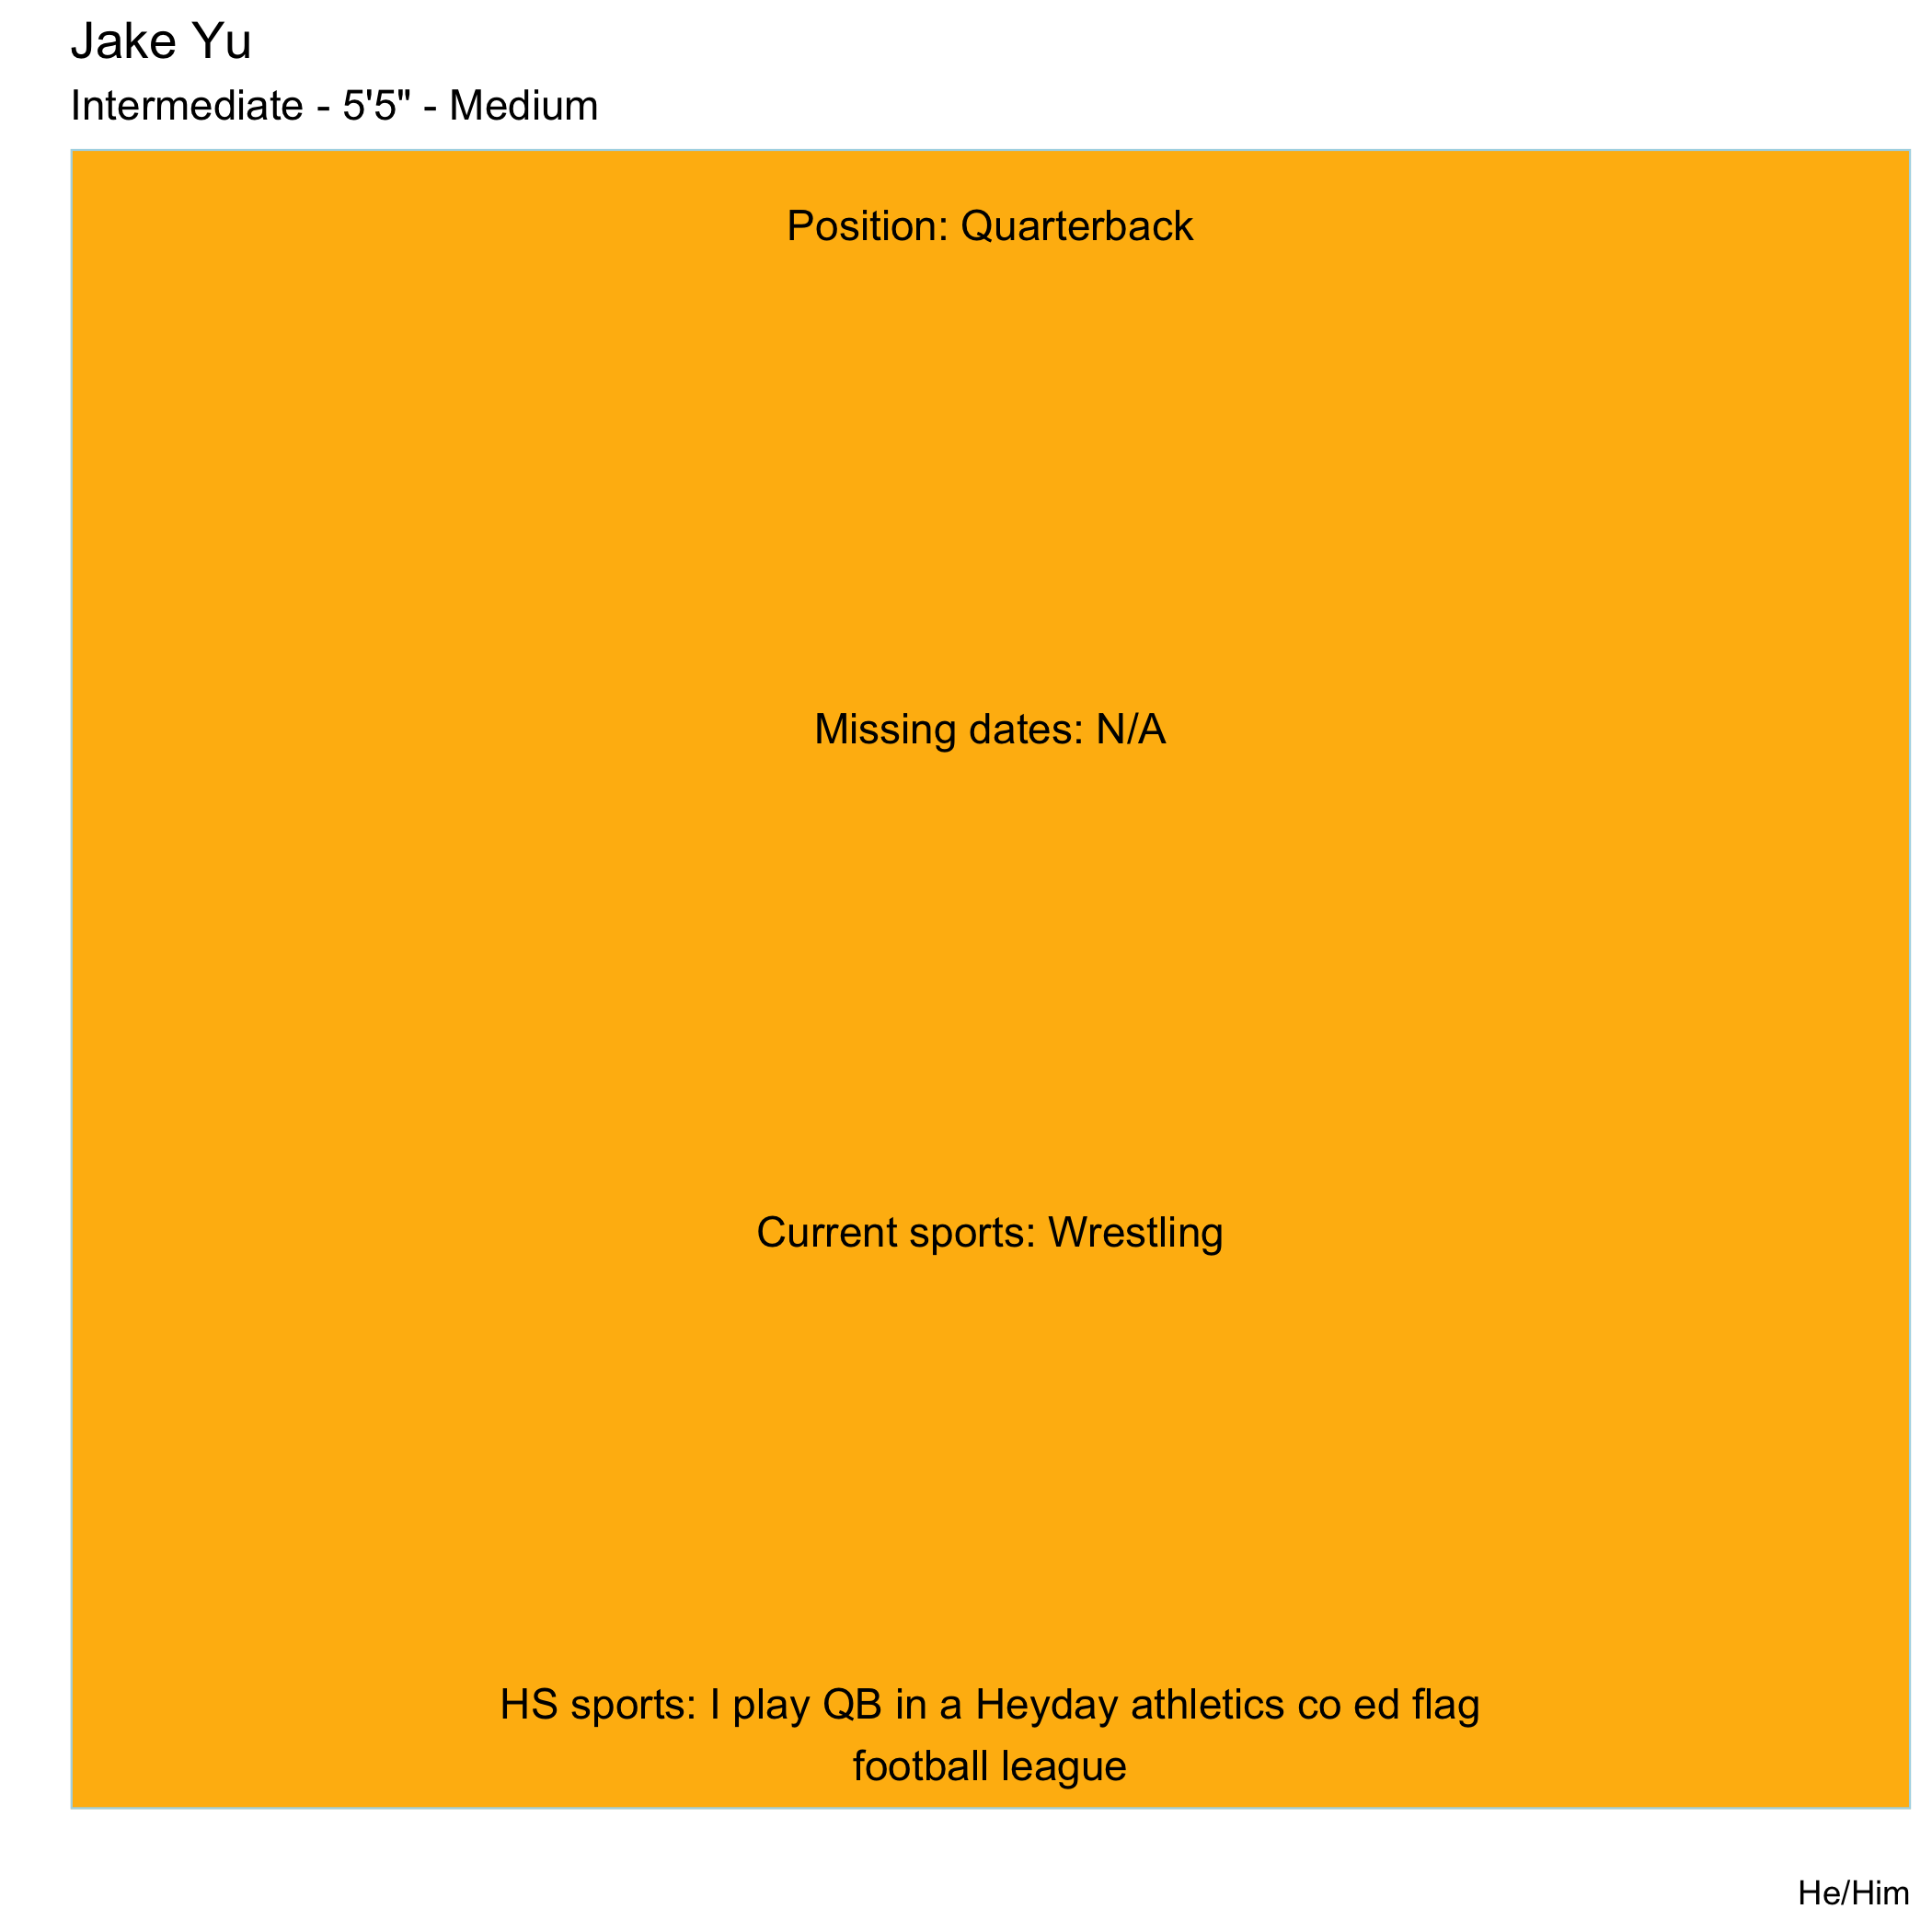 Jake Yu
Intermediate - 5'5" - Medium
Position: Quarterback
Missing dates: N/A
Current sports: Wrestling
HS sports: I play QB in a Heyday athletics co ed flag
football league
He/Him